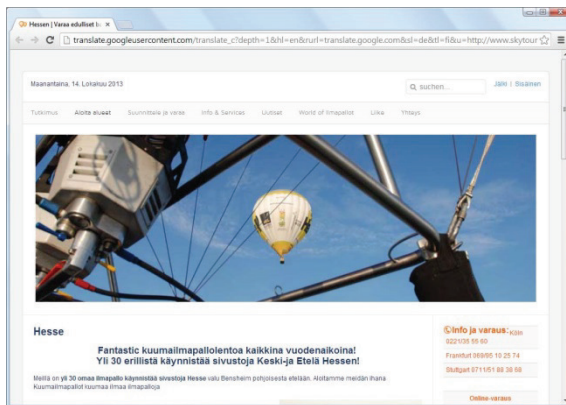 Hessen | Varaa edulliset
translate.googleusercontent.com/translate_c?depth=1&hl=en&rurl=translate.google.com&sl=de&tl=fi&u=http://www.skytour
Maanantaina, 14. Lokakuu 2013
suchen...
Jälki | Sisäinen
Tutkimus Aloita alueet Suunnittele ja varaa Info & Services Uutiset World of Ilmapallot Liike Yhteys
Hesse
Fantastic kuumailmapallolentoa kaikkina vuodenaikoina!
Yli 30 erillistä käynnistää sivustoja Keski-ja Etelä Hessen!
Meillä on yli 30 omaa ilmapallo käynnistää sivustoja Hesse valu Bensheim pohjoisesta etelään. Aloitamme meidän ihana
Kuumailmapallot kuumaa ilmaa ilmapalloja
Info ja varaus: Köln
0221/35 55 60
Frankfurt 069/95 10 25 74
Stuttgart 0711/51 88 38 68
Online-varaus